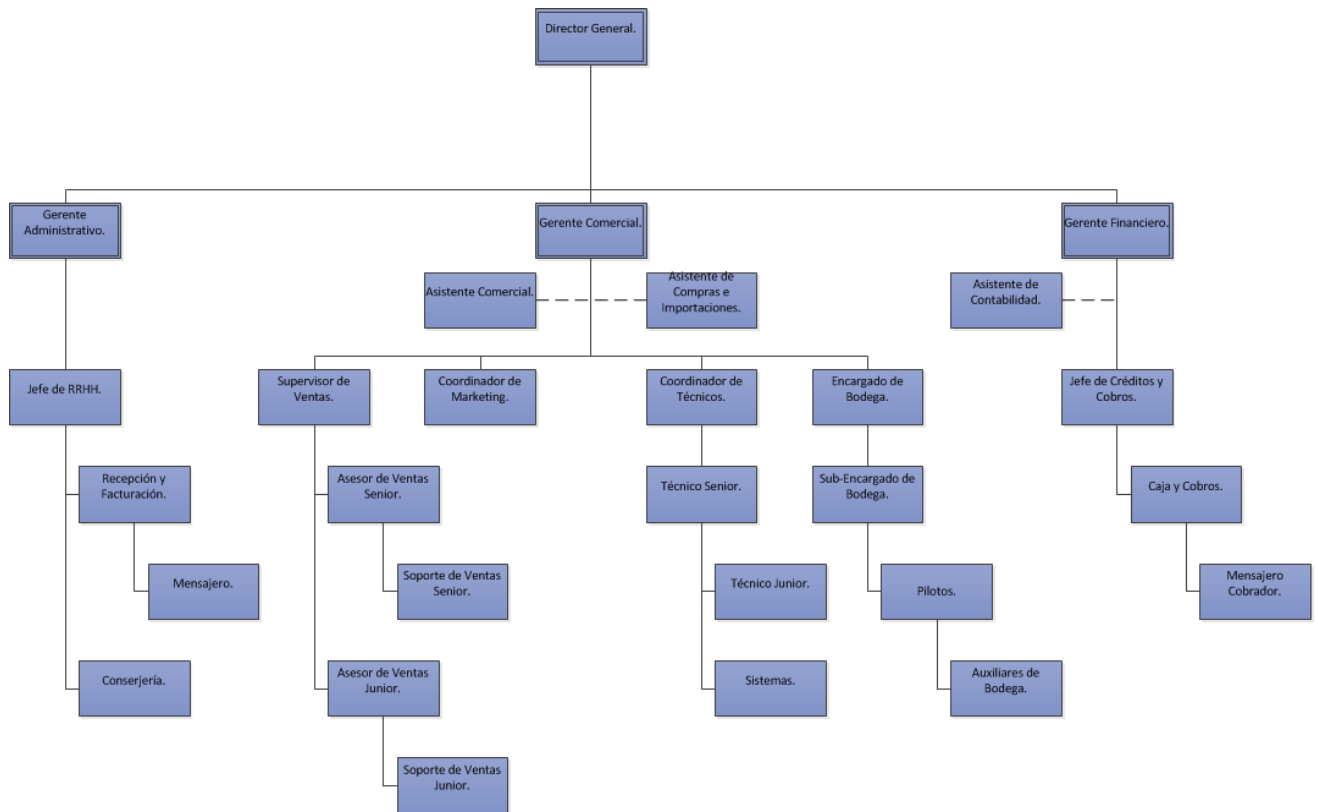 Director General.
Gerente
Administrativo.
Gerente Comercial.
Gerente Financiero.
Asistente Comercial.
Asistente de
Compras e
Importaciones.
Asistente de
Contabilidad.
Jefe de RRHH.
Supervisor de
Ventas.
Coordinador de
Marketing.
Coordinador de
Técnicos.
Encargado de
Bodega.
Jefe de Créditos y
Cobros.
Recepción y
Facturación.
Asesor de Ventas
Senior.
Técnico Senior.
Sub-Encargado de
Bodega.
Caja y Cobros.
Mensajero.
Soporte de Ventas
Senior.
Técnico Junior.
Pilotos.
Mensajero
Cobrador.
Conserjería.
Asesor de Ventas
Junior.
Sistemas.
Auxiliares de
Bodega.
Soporte de Ventas
Junior.